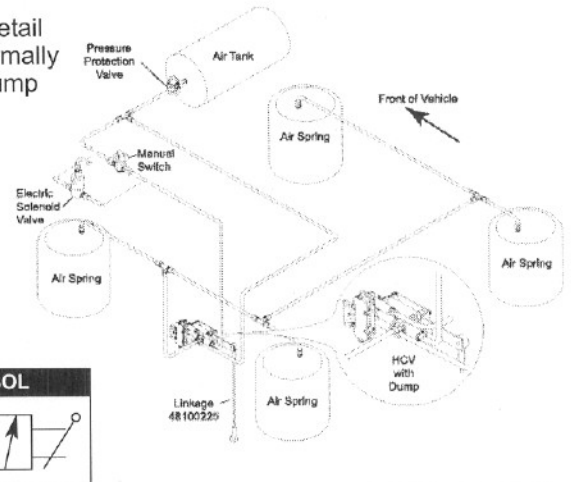 etail
mally
ump
Pressure
Protection
Valve
Air Tank
Front of Vehicle
Air Spring
Manual
Switch
Electric
Solenoid
Valve
Air Spring
Air Spring
HCV
with
Dump
Linkage
48100225
Air Spring
OL